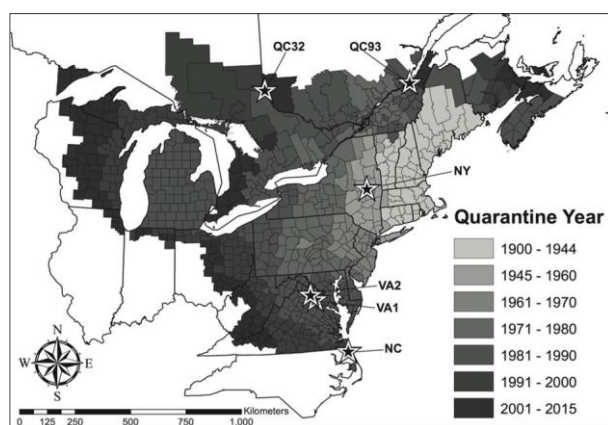 QC32
QC93
NY
Quarantine Year
1900 - 1944
1945 - 1960
1961 - 1970
1971 - 1980
1981 - 1990
1991 - 2000
2001 - 2015
VA2
VA1
NC
N
W E
S
Kilometers
0 125 250 500 750 1.000